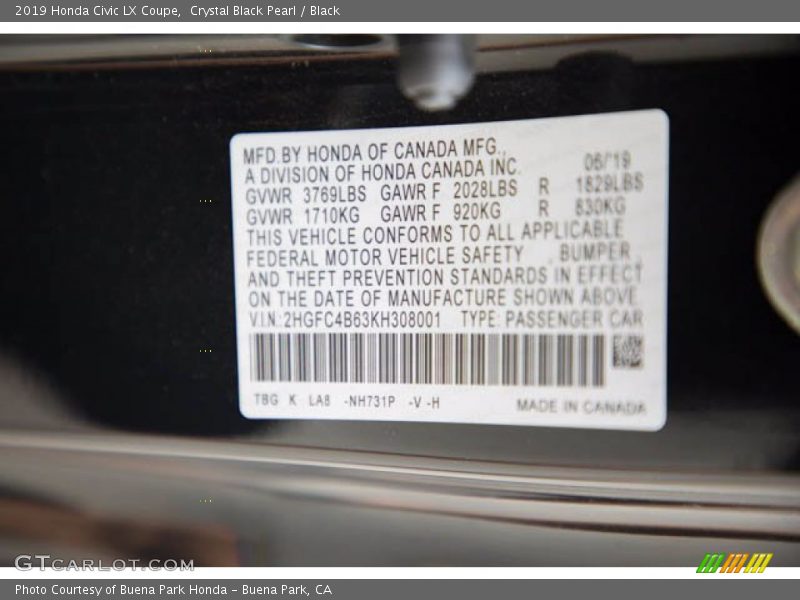 2019 Honda Civic LX Coupe, Crystal Black Pearl / Black
MFD.BY HONDA OF CANADA MFG.,
A DIVISION OF HONDA CANADA INC. 06/'19
GVWR 3769LBS GAWR F 2028LBS R 1829LBS
GVWR 1710KG GAWR F 920KG R 830KG
THIS VEHICLE CONFORMS TO ALL APPLICABLE
FEDERAL MOTOR VEHICLE SAFETY , BUMPER ,
AND THEFT PREVENTION STANDARDS IN EFFECT
ON THE DATE OF MANUFACTURE SHOWN ABOVE.
V.I.N.:2HGFC4B63KH308001 TYPE: PASSENGER CAR
TBG K LA8 -NH731P -V -H MADE IN CANADA
GTCARLOT.COM
Photo Courtesy of Buena Park Honda – Buena Park, CA